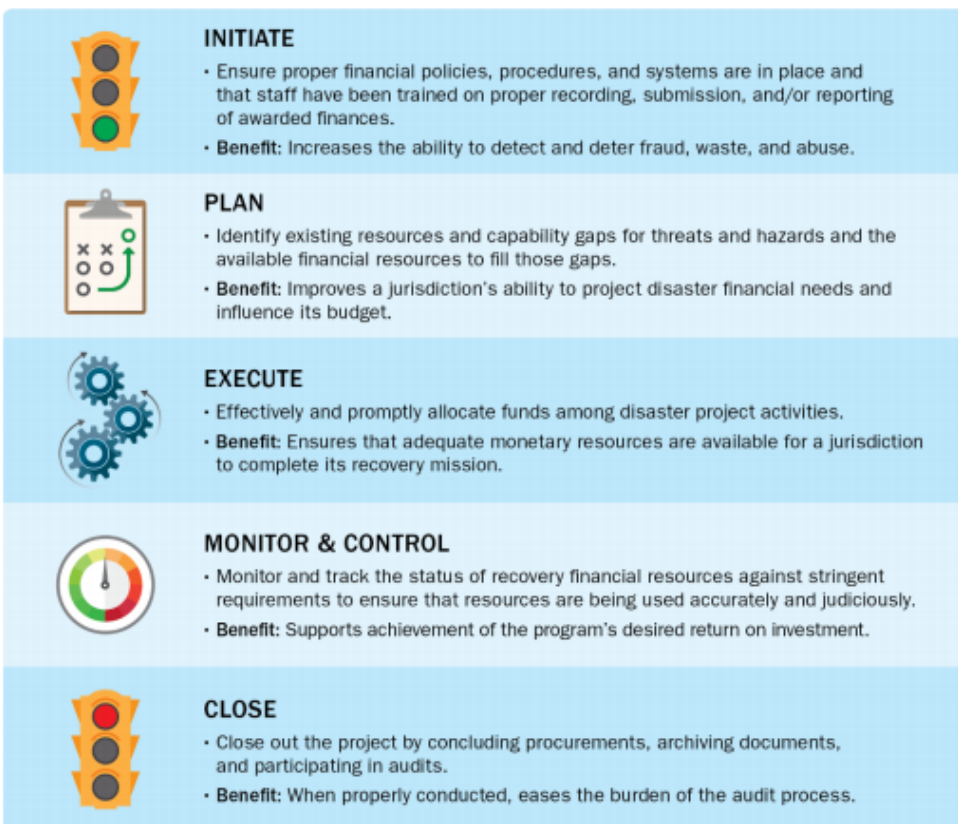 INITIATE
· Ensure proper financial policies, procedures, and systems are in place and
that staff have been trained on proper recording, submission, and/or reporting
of awarded finances.
· Benefit: Increases the ability to detect and deter fraud, waste, and abuse.
PLAN
· Identify existing resources and capability gaps for threats and hazards and the
available financial resources to fill those gaps.
· Benefit: Improves a jurisdiction's ability to project disaster financial needs and
influence its budget.
EXECUTE
· Effectively and promptly allocate funds among disaster project activities.
· Benefit: Ensures that adequate monetary resources are available for a jurisdiction
to complete its recovery mission.
MONITOR & CONTROL
· Monitor and track the status of recovery financial resources against stringent
requirements to ensure that resources are being used accurately and judiciously.
· Benefit: Supports achievement of the program's desired return on investment.
CLOSE
· Close out the project by concluding procurements, archiving documents,
and participating in audits.
· Benefit: When properly conducted, eases the burden of the audit process.